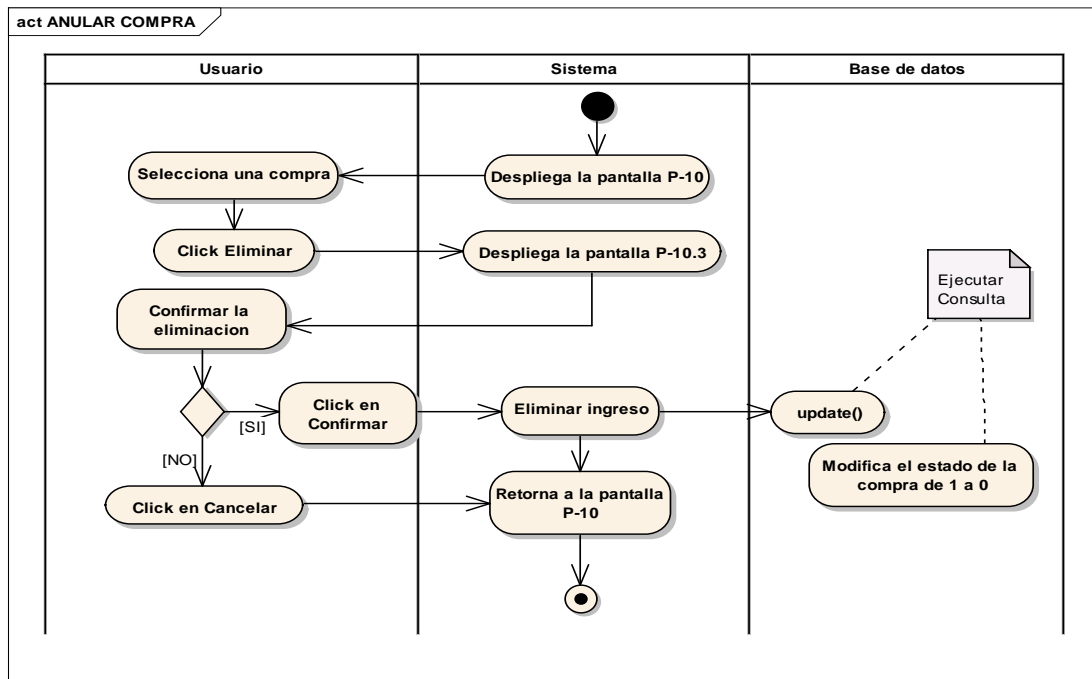 act ANULAR COMPRA
Usuario
Sistema
Base de datos
Selecciona una compra
Despliega la pantalla P-10
Click Eliminar
Despliega la pantalla P-10.3
Ejecutar
Consulta
Confirmar la
eliminacion
Click en
Confirmar
Eliminar ingreso
update()
[SI]
[NO]
Modifica el estado de la
compra de 1 a 0
Click en Cancelar
Retorna a la pantalla
P-10